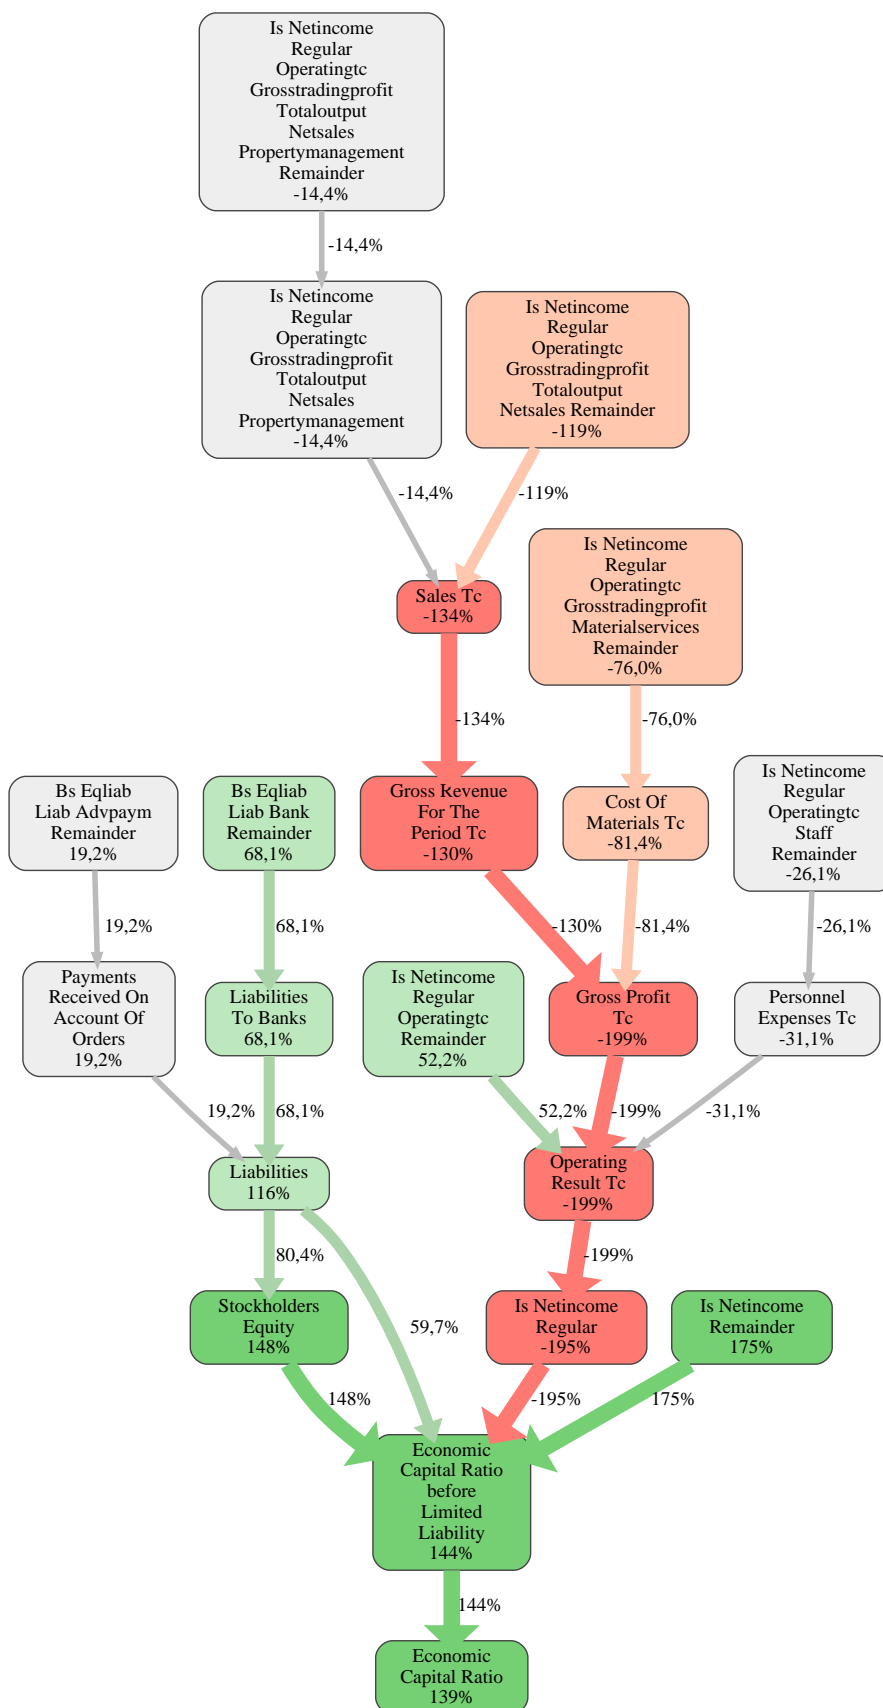 Is Netincome
Regular
Operatingtc
Grosstradingprofit
Totaloutput
Netsales
Propertymanagement
Remainder
-14,4%
-14,4%
Is Netincome
Regular
Operatingtc
Grosstradingprofit
Totaloutput
Netsales
Propertymanagement
-14,4%
Is Netincome
Regular
Operatingtc
Grosstradingprofit
Totaloutput
Netsales Remainder
-119%
-14,4%
-119%
Is Netincome
Regular
Operatingtc
Grosstradingprofit
Materialservices
Remainder
-76,0%
Sales Tc
-134%
-134%
-76,0%
Bs Eqliab
Liab Advpaym
Remainder
19,2%
Bs Eqliab
Liab Bank
Remainder
68,1%
Gross Revenue
For The
Period Tc
-130%
Cost Of
Materials Tc
-81,4%
Is Netincome
Regular
Operatingtc
Staff
Remainder
-26,1%
19,2%
68,1%
-130%
-81,4%
-26,1%
Payments
Received On
Account Of
Orders
19,2%
Liabilities
To Banks
68,1%
Is Netincome
Regular
Operatingtc
Remainder
52,2%
Gross Profit
Tc
-199%
Personnel
Expenses Tc
-31,1%
19,2%
68,1%
52,2%
-199%
-31,1%
Liabilities
116%
Operating
Result Tc
-199%
80,4%
-199%
Stockholders
Equity
148%
59,7%
Is Netincome
Regular
-195%
Is Netincome
Remainder
175%
148%
-195%
175%
Economic
Capital Ratio
before
Limited
Liability
144%
144%
Economic
Capital Ratio
139%